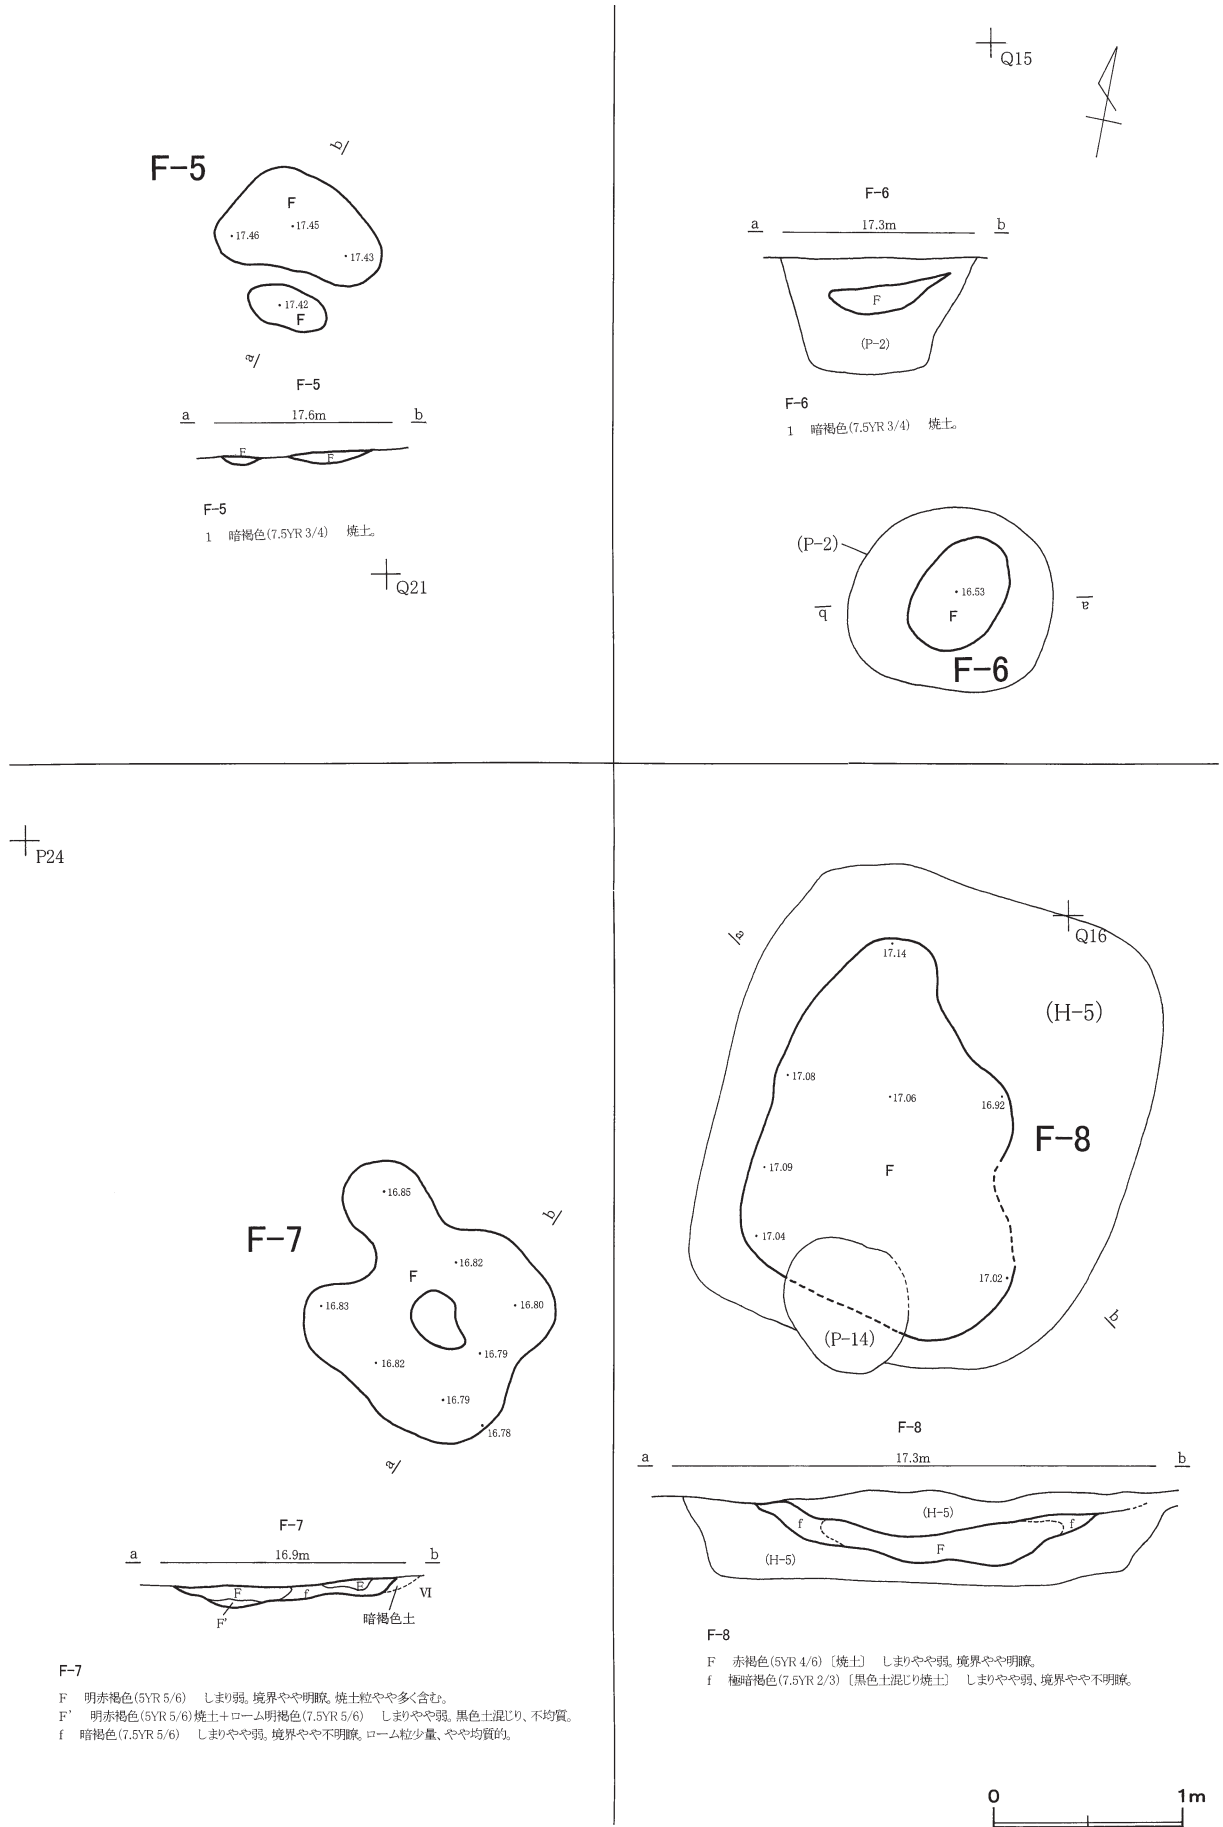 F-5
b
F
17.45
17.46
17.43
17.42
F
a
F-5
a 17.6m b
F F
F-5
1 暗褐色(7.5YR 3/4) 焼土。
Q21
Q15
F-6
a 17.3m b
F
(P-2)
F-6
1 暗褐色(7.5YR 3/4) 焼土。
(P-2)
16.53
b a
F
F-6
P24
16.85
b
F-7
16.82
F
16.83 16.80
16.79
16.82
16.79
16.78
a
F-7
a 16.9m b
F f F VI
F' 暗褐色土
F-7
F 明赤褐色(5YR 5/6) しまり弱。境界やや明瞭。焼土粒やや多く含む。
F' 明赤褐色(5YR 5/6)焼土+ローム明褐色(7.5YR 5/6) しまりやや弱。黒色土混じり、不均質。
f 暗褐色(7.5YR 5/6) しまりやや弱。境界やや不明瞭。ローム粒少量、やや均質的。
a
Q16
17.14
(H-5)
17.08
17.06 16.92
F-8
17.09
F
17.04
17.02
b
(P-14)
F-8
a 17.3m b
(H-5)
f f
F
(H-5)
F-8
F 赤褐色(5YR 4/6)〔焼土〕 しまりやや弱。境界やや明瞭。
f 極暗褐色(7.5YR 2/3)〔黒色土混じり焼土〕 しまりやや弱、境界やや不明瞭。
0 1m